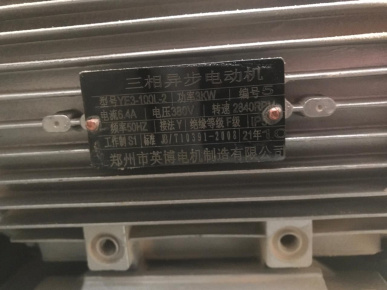 三相异步电动机
型号YE3-100L-2 功率3KW 编号
电流6.4A 电压380V 转速2840RPM
频率50HZ 接法Y 绝缘等级F级
工作制S1 标准 21年
郑州市英博电机制造有限公司